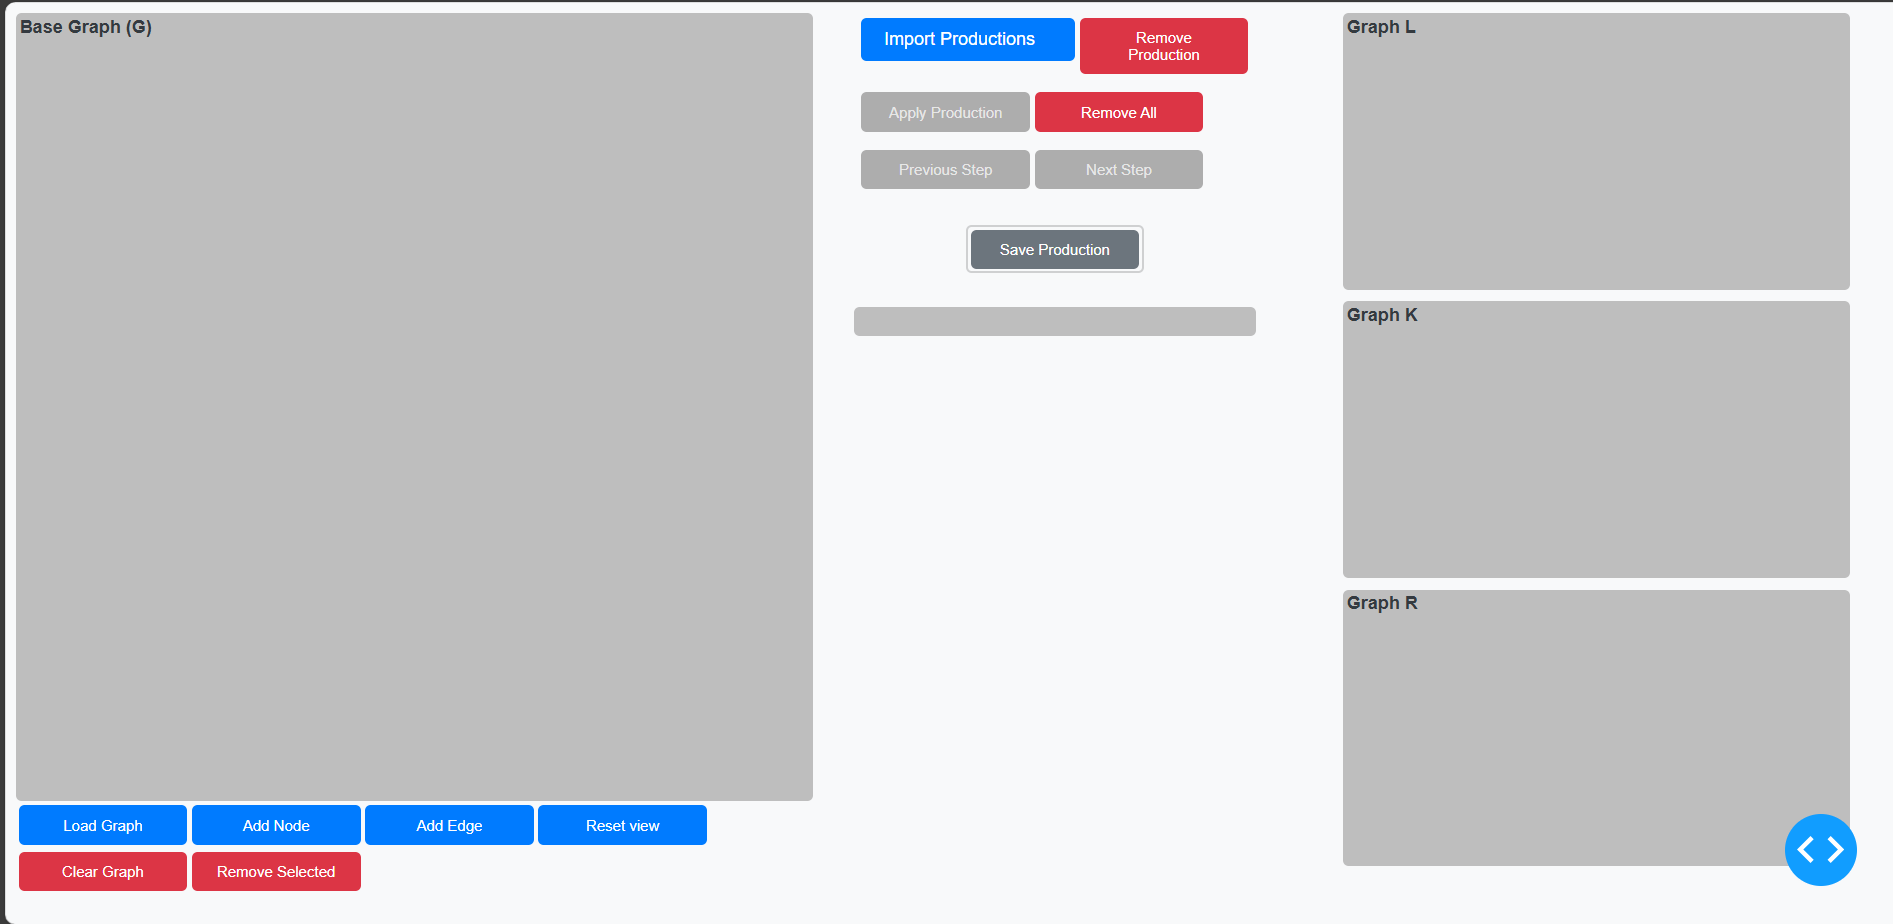 Base Graph (G)
Import Productions
Remove
Production
Apply Production
Remove All
Previous Step
Next Step
Save Production
Load Graph
Add Node
Add Edge
Reset view
Clear Graph
Remove Selected
Graph L
Graph K
Graph R